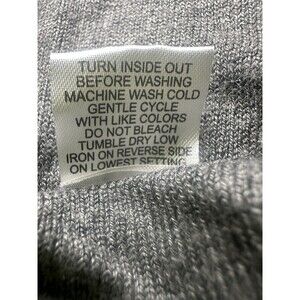 TURN INSIDE OUT
BEFORE WASHING
MACHINE WASH COLD
GENTLE CYCLE
WITH LIKE COLORS
DO NOT BLEACH
TUMBLE DRY LOW
IRON ON REVERSE SIDE
ON LOWEST SETTING